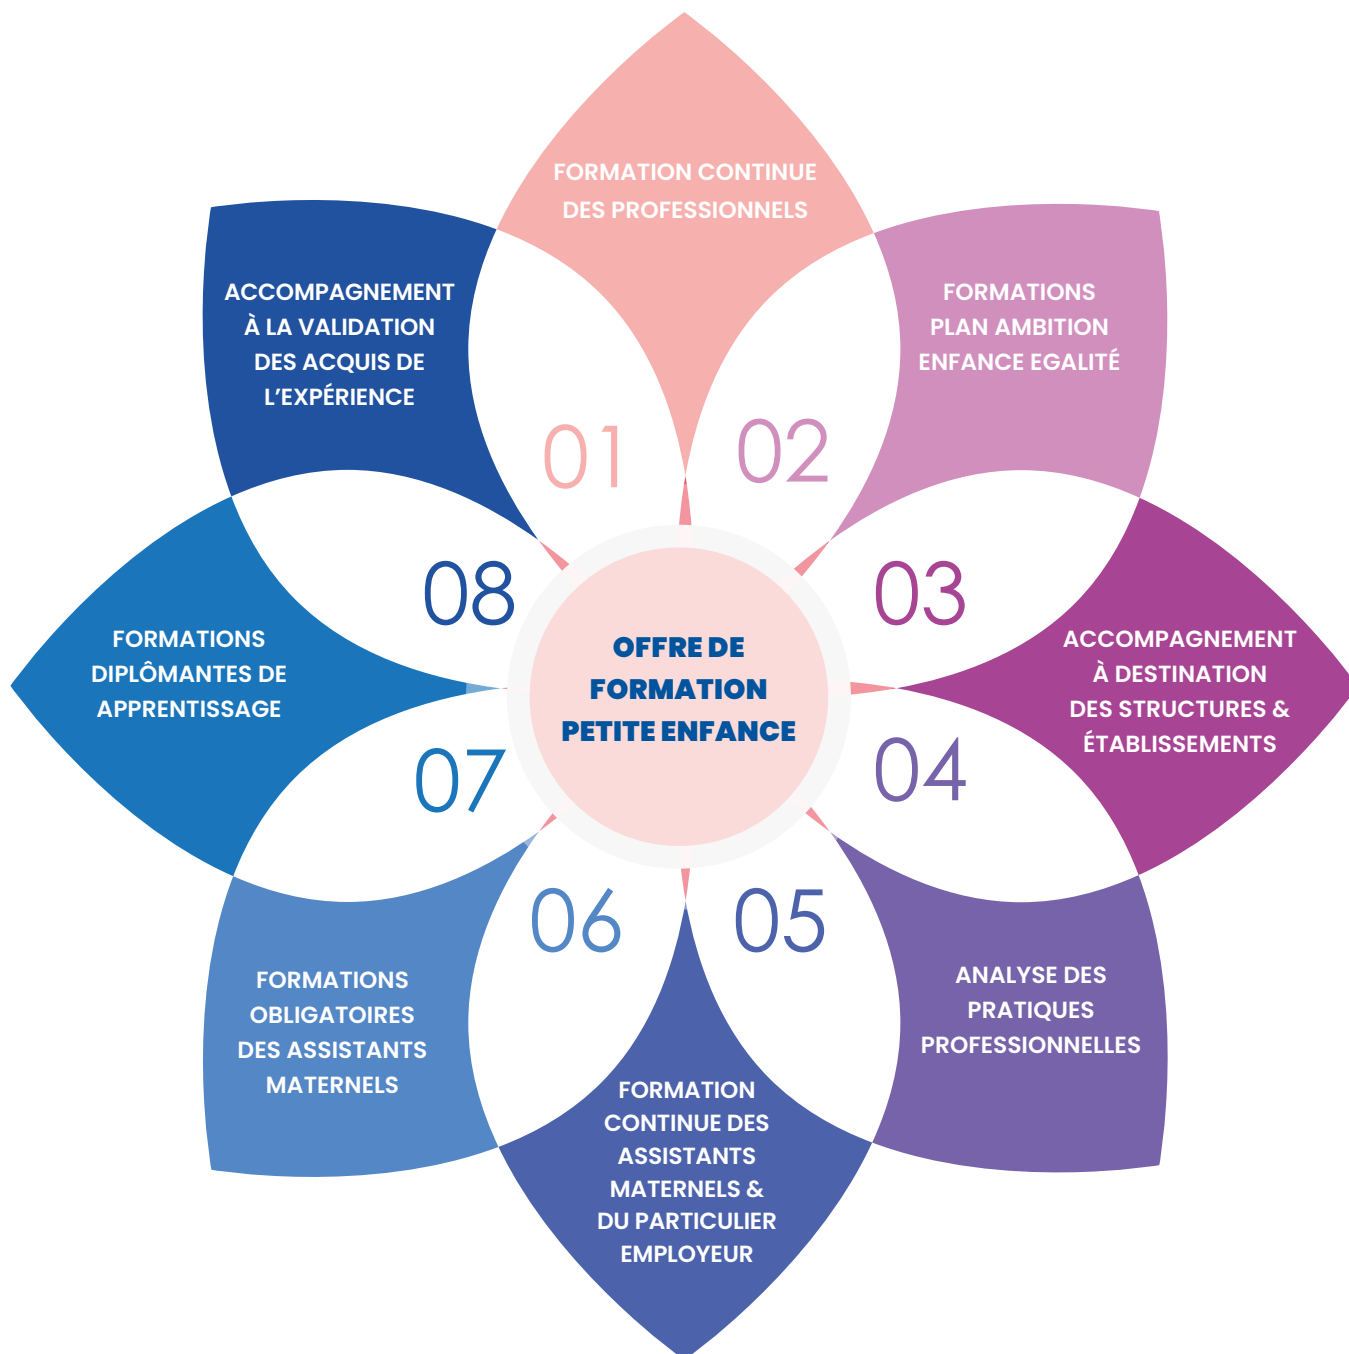 FORMATION CONTINUE
DES PROFESSIONNELS
01
FORMATIONS
PLAN AMBITION
ENFANCE EGALITÉ
02
ACCOMPAGNEMENT
À DESTINATION
DES STRUCTURES &
ÉTABLISSEMENTS
03
ANALYSE DES
PRATIQUES
PROFESSIONNELLES
04
FORMATION
CONTINUE DES
ASSISTANTS
MATERNELS &
DU PARTICULIER
EMPLOYEUR
05
FORMATIONS
OBLIGATOIRES
DES ASSISTANTS
MATERNELS
06
FORMATIONS
DIPLÔMANTES DE
APPRENTISSAGE
07
ACCOMPAGNEMENT
À LA VALIDATION
DES ACQUIS DE
L’EXPÉRIENCE
08
OFFRE DE
FORMATION
PETITE ENFANCE